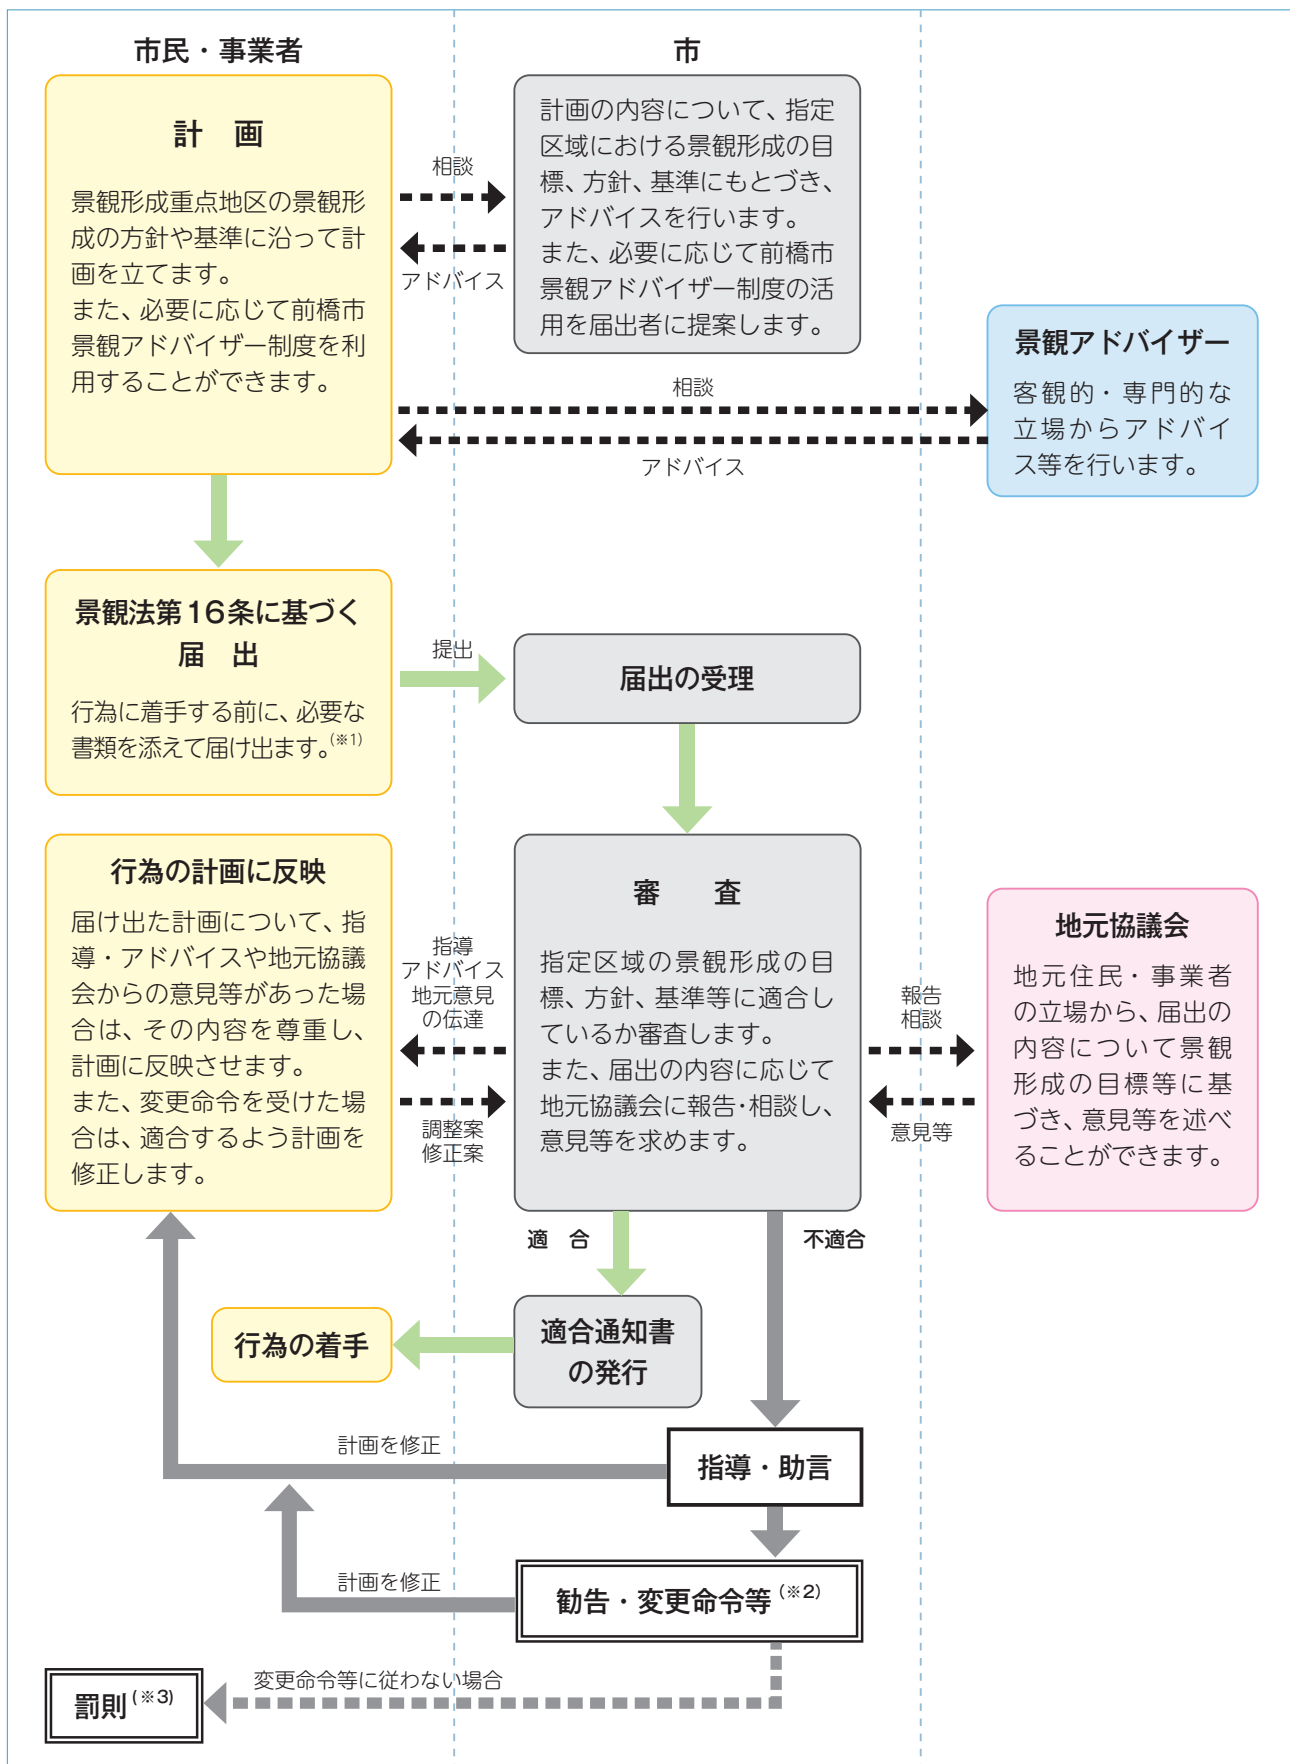 市民・事業者
市
計　画
景観形成重点地区の景観形
成の方針や基準に沿って計
画を立てます。
また、必要に応じて前橋市
景観アドバイザー制度を利
用することができます。
相談
アドバイス
計画の内容について、指定
区域における景観形成の目
標、方針、基準にもとづき、
アドバイスを行います。
また、必要に応じて前橋市
景観アドバイザー制度の活
用を届出者に提案します。
相談
アドバイス
景観アドバイザー
客観的・専門的な
立場からアドバイ
ス等を行います。
景観法第16条に基づく
届　出
行為に着手する前に、必要な
書類を添えて届け出ます。(※1)
提出
届出の受理
行為の計画に反映
届け出た計画について、指
導・アドバイスや地元協議
会からの意見等があった場
合は、その内容を尊重し、
計画に反映させます。
また、変更命令を受けた場
合は、適合するよう計画を
修正します。
指導
アドバイス
地元意見
の伝達
調整案
修正案
審　査
指定区域の景観形成の目
標、方針、基準等に適合し
ているか審査します。
また、届出の内容に応じて
地元協議会に報告・相談し、
意見等を求めます。
報告
相談
意見等
地元協議会
地元住民・事業者
の立場から、届出の
内容について景観
形成の目標等に基
づき、意見等を述べ
ることができます。
適　合
不適合
行為の着手
適合通知書
の発行
計画を修正
指導・助言
計画を修正
勧告・変更命令等(※2)
変更命令等に従わない場合
罰則(※3)